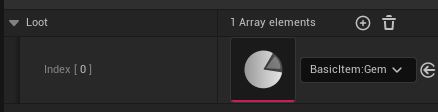 Loot
1 Array elements
Index [ 0 ]
BasicItem:Gem